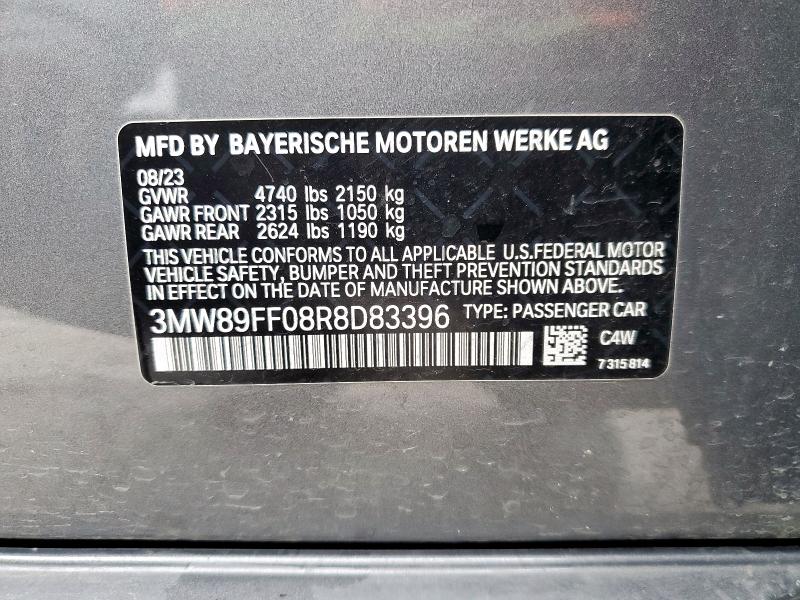 MFD BY BAYERISCHE MOTOREN WERKE AG
08/23
GVWR 4740 lbs 2150 kg
GAWR FRONT 2315 lbs 1050 kg
GAWR REAR 2624 lbs 1190 kg
THIS VEHICLE CONFORMS TO ALL APPLICABLE U.S.FEDERAL MOTOR
VEHICLE SAFETY, BUMPER AND THEFT PREVENTION STANDARDS
IN EFFECT ON THE DATE OF MANUFACTURE SHOWN ABOVE.
3MW89FF08R8D83396 TYPE: PASSENGER CAR
C4W
7315814